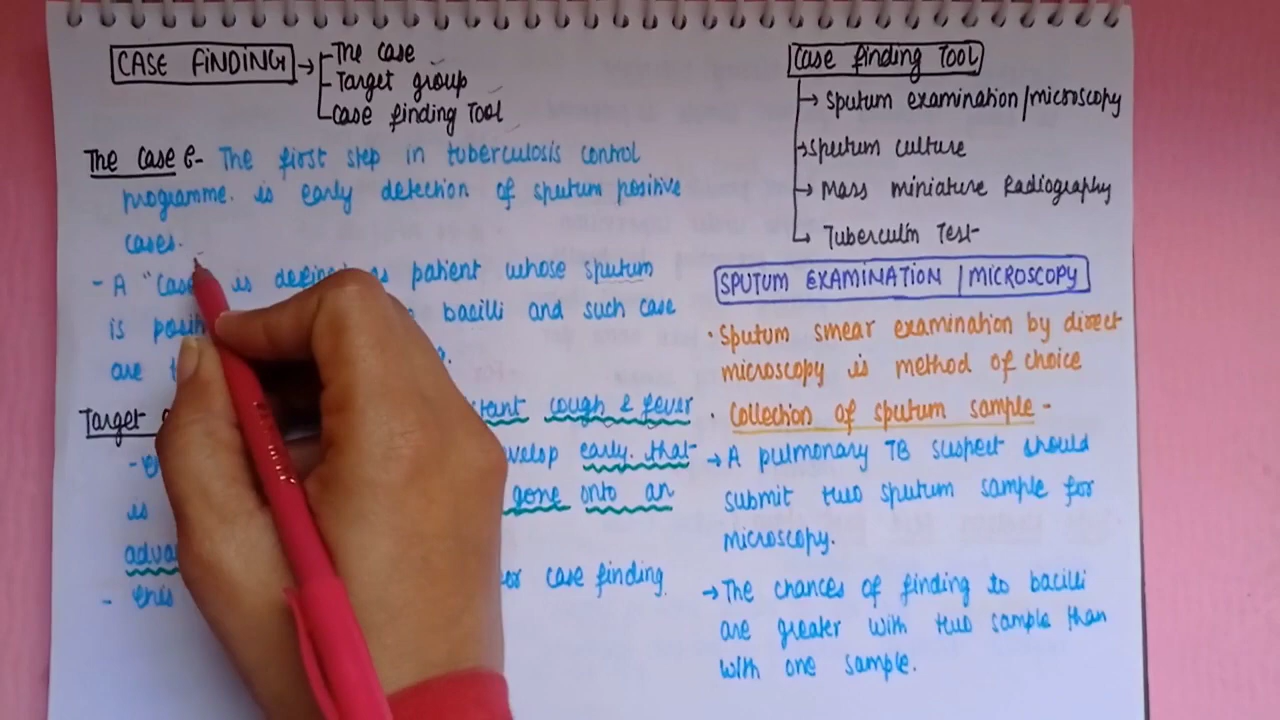 CASE FINDING →
The case
Target group
Case finding Tool
The case :- The first step in tuberculosis control
programme. is early detection of sputum positive
cases.
- A "Case is as patient whose sputum
is bacilli and such case
are
Target
cough & fever
early. that
is gone onto an
- this case finding.
Case finding Tool
→ Sputum examination/microscopy
→ Sputum culture
→ Mass miniature Radiography
↳ Tuberculin Test
SPUTUM EXAMINATION | MICROSCOPY
• Sputum smear examination by direct
microscopy is method of choice
• Collection of sputum sample -
→ A pulmonary TB suspect should
submit two sputum sample for
microscopy.
→ The chances of finding to bacilli
are greater with two sample than
with one sample.